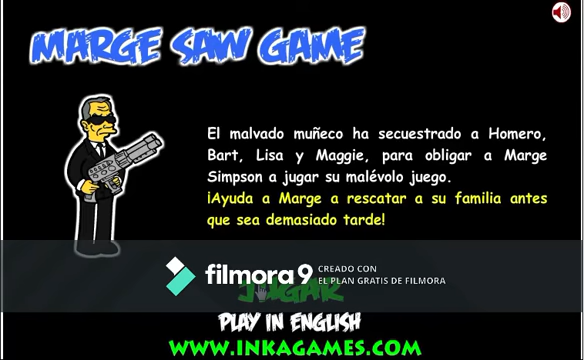 MARGE SAW GAME
El malvado muñeco ha secuestrado a Homero,
Bart, Lisa y Maggie, para obligar a Marge
Simpson a jugar su malévolo juego.
¡Ayuda a Marge a rescatar a su familia antes
que sea demasiado tarde!
filmora9
CREADO CON
EL PLAN GRATIS DE FILMORA
JUGAR
PLAY IN ENGLISH
WWW.INKAGAMES.COM